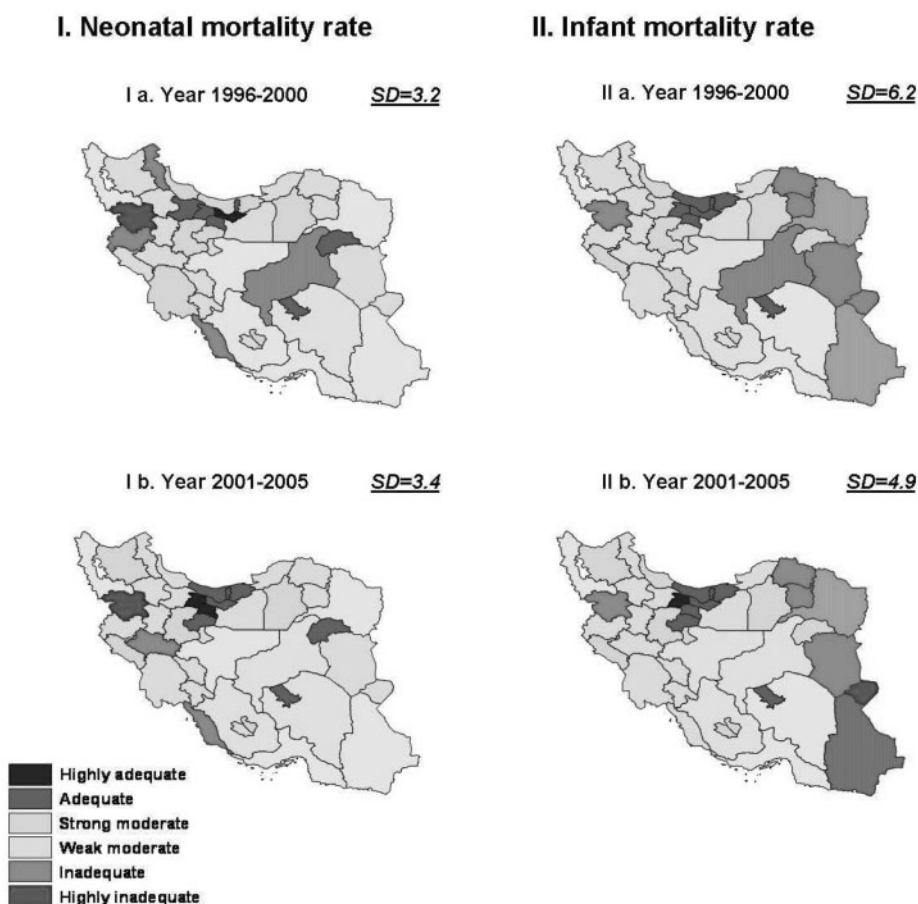 I. Neonatal mortality rate
II. Infant mortality rate
I a. Year 1996-2000 SD=3.2
II a. Year 1996-2000 SD=6.2
I b. Year 2001-2005 SD=3.4
II b. Year 2001-2005 SD=4.9
Highly adequate
Adequate
Strong moderate
Weak moderate
Inadequate
Highly inadequate